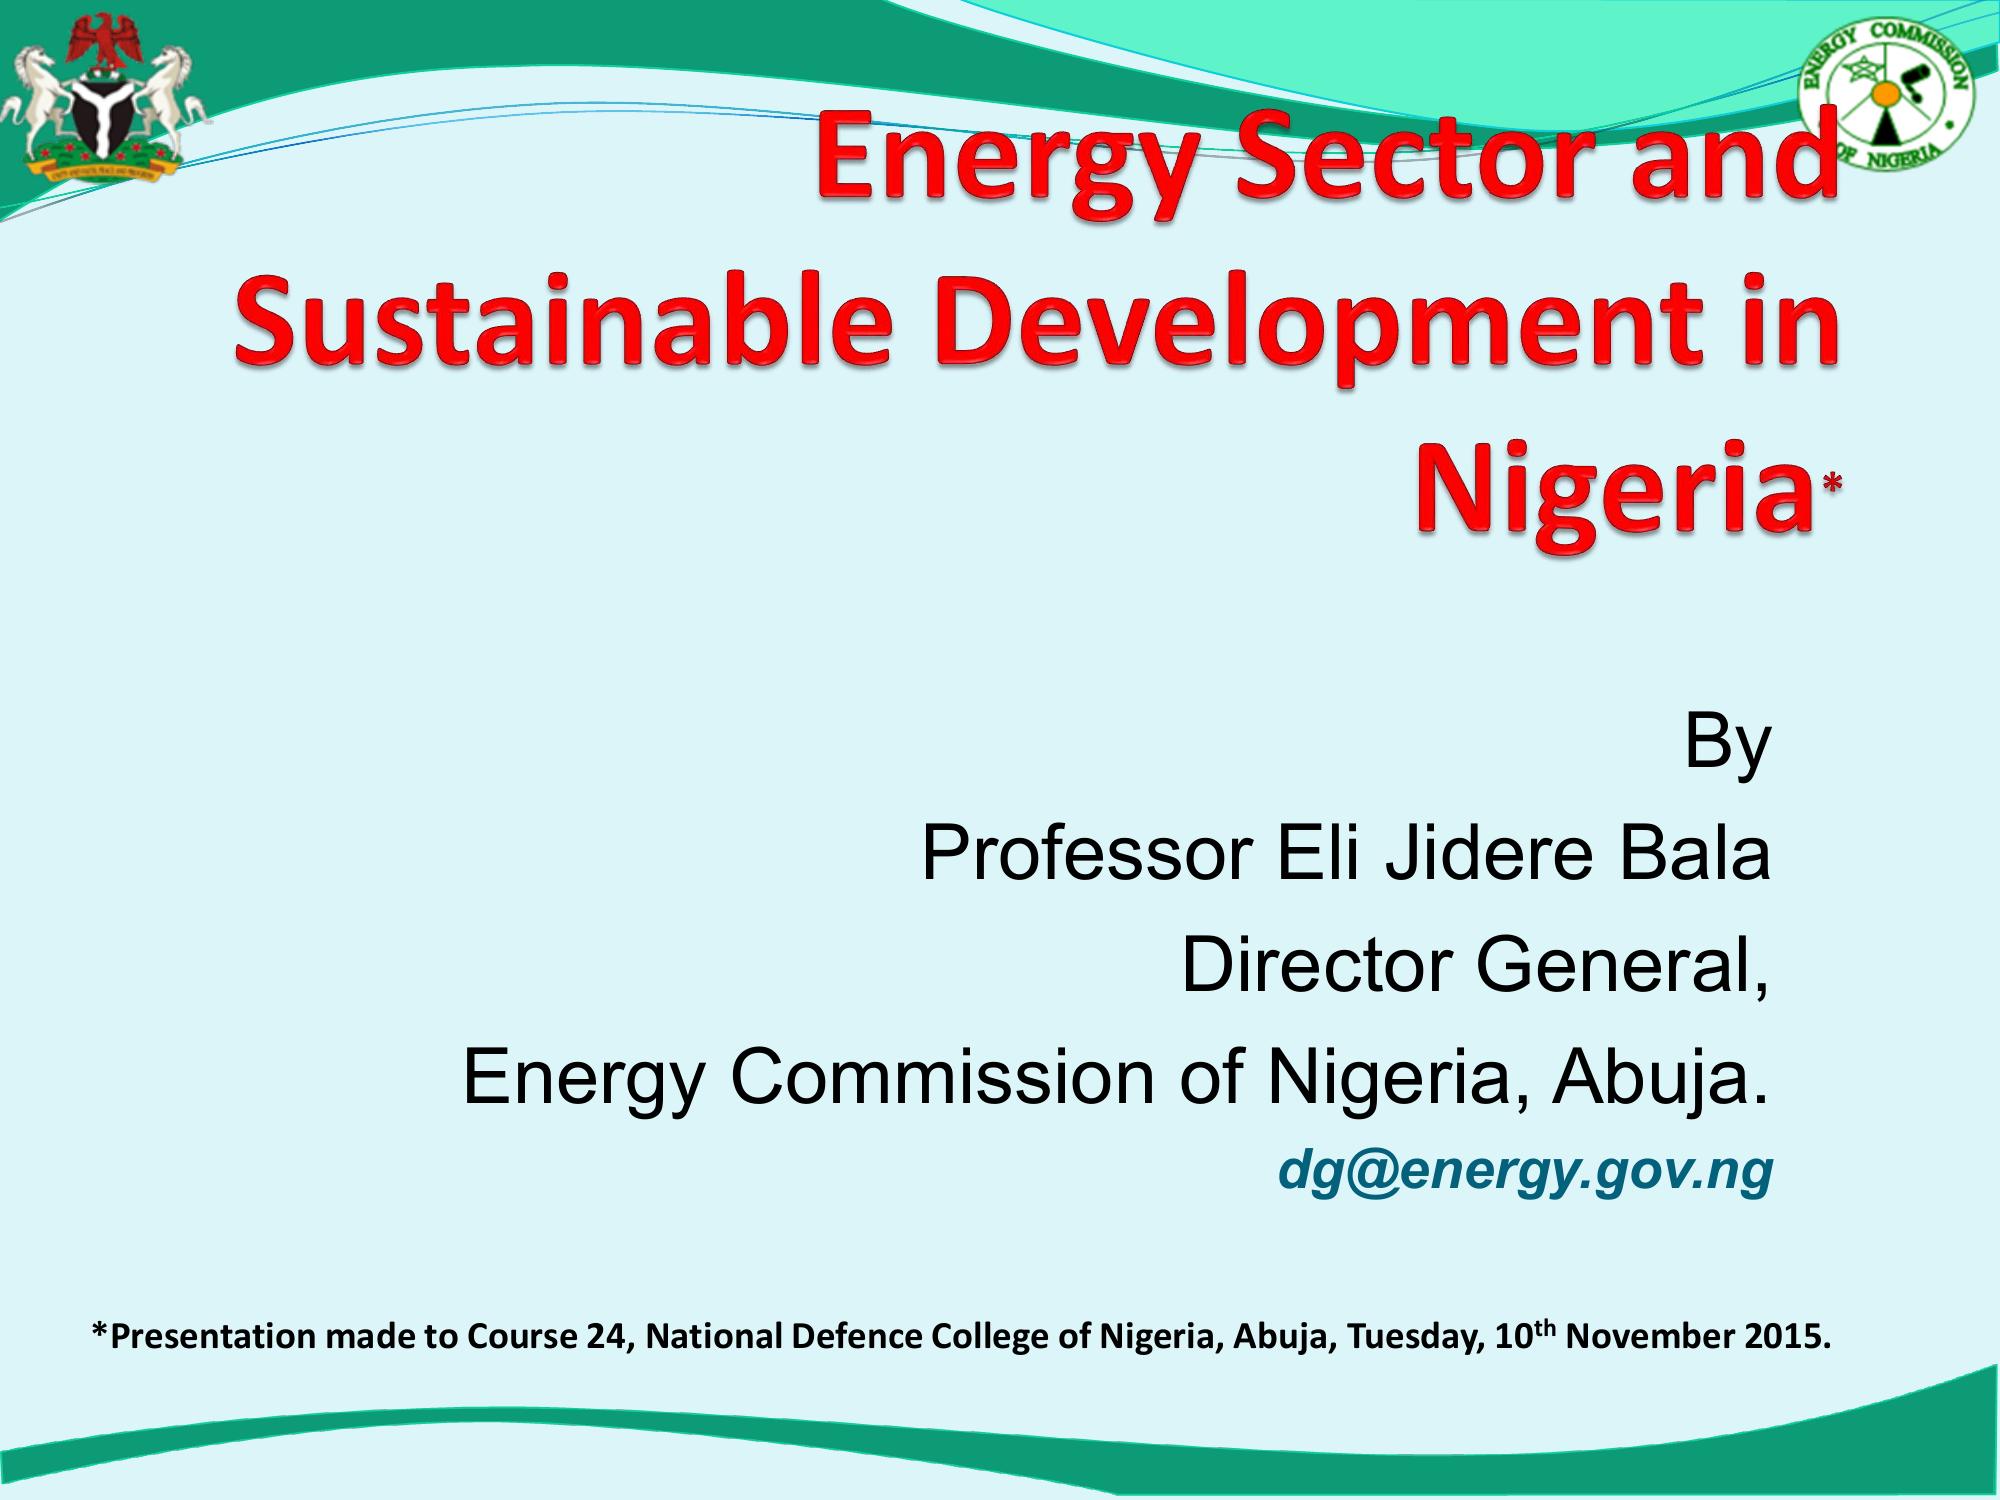 ENERGY COMMISSION
OF NIGERIA
Energy Sector and
Sustainable Development in
Nigeria*
By
Professor Eli Jidere Bala
Director General,
Energy Commission of Nigeria, Abuja.
dg@energy.gov.ng
*Presentation made to Course 24, National Defence College of Nigeria, Abuja, Tuesday, 10th November 2015.